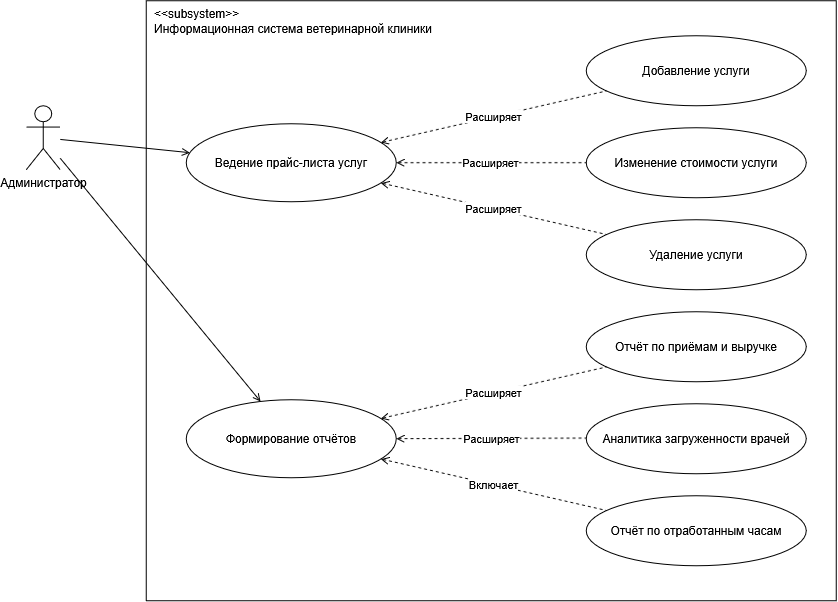 <<subsystem>>
Информационная система ветеринарной клиники
Добавление услуги
Расширяет
Ведение прайс-листа услуг
Расширяет
Изменение стоимости услуги
Администратор
Расширяет
Удаление услуги
Отчёт по приёмам и выручке
Расширяет
Формирование отчётов
Расширяет
Аналитика загруженности врачей
Включает
Отчёт по отработанным часам